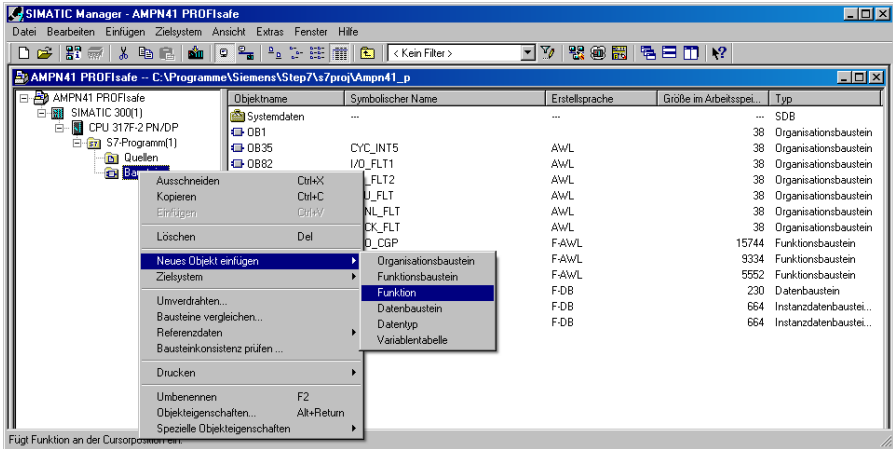 SIMATIC Manager - AMPN41 PROFIsafe
Datei Bearbeiten Einfügen Zielsystem Ansicht Extras Fenster Hilfe
< Kein Filter >
AMPN41 PROFIsafe -- C:\Programme\Siemens\Step7\s7proj\Ampn41_p
AMPN41 PROFIsafe
SIMATIC 300(1)
CPU 317F-2 PN/DP
S7-Programm(1)
Quellen
Objektname Symbolischer Name Erstellsprache Größe im Arbeitsspei... Typ
Systemdaten --- --- --- SDB
OB1 38 Organisationsbaustein
OB35 CYC_INT5 AWL 38 Organisationsbaustein
OB82 I/O_FLT1 AWL 38 Organisationsbaustein
_FLT2 AWL 38 Organisationsbaustein
U_FLT AWL 38 Organisationsbaustein
NL_FLT AWL 38 Organisationsbaustein
CK_FLT AWL 38 Organisationsbaustein
O_CGP F-AWL 15744 Funktionsbaustein
F-AWL 9334 Funktionsbaustein
F-AWL 5552 Funktionsbaustein
F-DB 230 Datenbaustein
F-DB 664 Instanzdatenbaustei...
F-DB 664 Instanzdatenbaustei...
Ausschneiden Ctrl+X
Kopieren Ctrl+C
Einfügen Ctrl+V
Löschen Del
Neues Objekt einfügen
Zielsystem
Umverdrahten...
Bausteine vergleichen...
Referenzdaten
Bausteinkonsistenz prüfen ...
Drucken
Umbenennen F2
Objekteigenschaften... Alt+Return
Spezielle Objekteigenschaften
Organisationsbaustein
Funktionsbaustein
Funktion
Datenbaustein
Datentyp
Variablentabelle
Fügt Funktion an der Cursorposition ein.